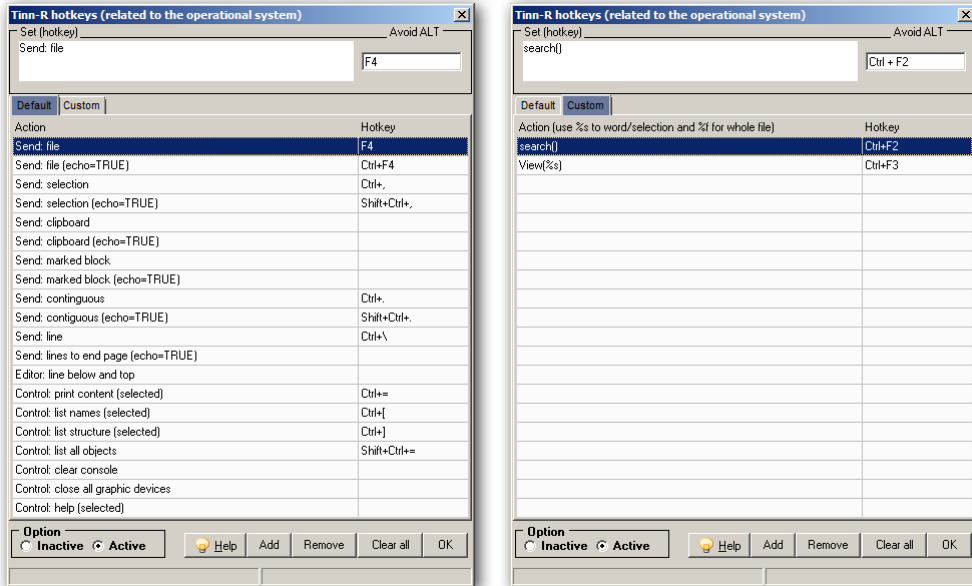 Tinn-R hotkeys (related to the operational system)
Set (hotkey) Avoid ALT
Send: file
F4
Default Custom
Action Hotkey
Send: file F4
Send: file (echo=TRUE) Ctrl+F4
Send: selection Ctrl+,
Send: selection (echo=TRUE) Shift+Ctrl+,
Send: clipboard
Send: clipboard (echo=TRUE)
Send: marked block
Send: marked block (echo=TRUE)
Send: continguous Ctrl+.
Send: contiguous (echo=TRUE) Shift+Ctrl+.
Send: line Ctrl+\
Send: lines to end page (echo=TRUE)
Editor: line below and top
Control: print content (selected) Ctrl+=
Control: list names (selected) Ctrl+[
Control: list structure (selected) Ctrl+]
Control: list all objects Shift+Ctrl+=
Control: clear console
Control: close all graphic devices
Control: help (selected)
Option
Inactive Active Help Add Remove Clear all OK
Tinn-R hotkeys (related to the operational system)
Set (hotkey) Avoid ALT
search()
Ctrl + F2
Default Custom
Action (use %s to word/selection and %f for whole file) Hotkey
search() Ctrl+F2
View(%s) Ctrl+F3
Option
Inactive Active Help Add Remove Clear all OK